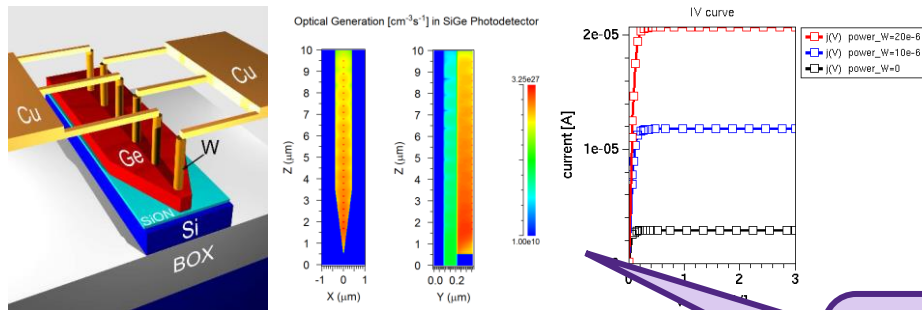 Cu
Cu
Ge
W
SiON
Si
BOX
Optical Generation [cm⁻³s⁻¹] in SiGe Photodetector
10
9
8
7
6
5
4
3
2
1
0
Z (μm)
-1 0 1
X (μm)
10
9
8
7
6
5
4
3
2
1
0
Z (μm)
0.0 0.2
Y (μm)
3.25e27
1.00e10
IV curve
2e-05
1e-05
current [A]
1 2 3
j(V) power_W=20e-6
j(V) power_W=10e-6
j(V) power_W=0